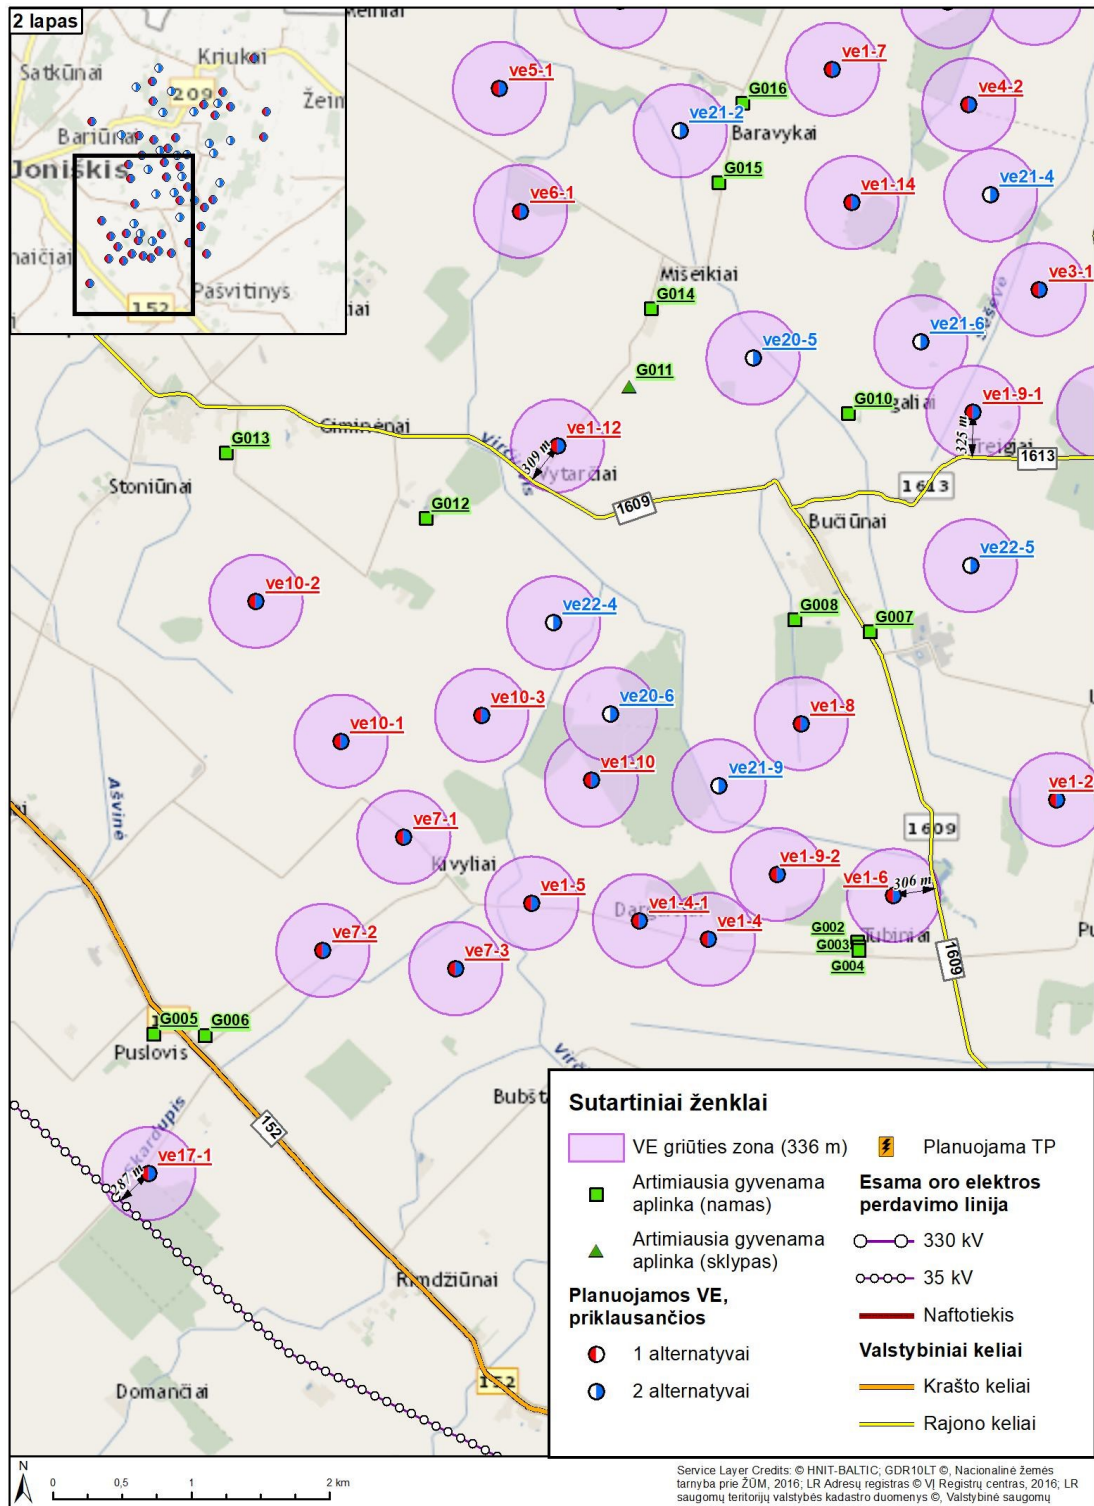 2 lapas
Meiniai
Kriukai
Satkūnai
209
Bariūnai
Joniškis
Pašvitinys
152
ve5-1
ve1-7
ve21-2
G016
ve4-2
Baravykai
G015
ve6-1
ve1-14
ve21-4
Mišeikiai
ve3-1
G014
ve20-5
ve21-6
G011
G010
galiai
ve1-9-1
325 m
Treigiai
1613
Giminėnai
ve1-12
309 m
Vytarčiai
G013
Stoniūnai
1613
G012
1609
Bučiūnai
ve22-5
ve10-2
ve22-4
G008
G007
ve10-3
ve20-6
ve1-8
ve10-1
ve1-10
ve21-9
ve1-2
Ašvinė
1609
ve7-1
Kivyliai
ve1-9-2
ve1-6
306 m
ve1-5
ve1-4-1
ve1-4
G002
Tubiniai
G003
G004
1609
ve7-2
ve7-3
G005
G006
Puslovis
152
Skardupis
ve17-1
287 m
Rimdžiūnai
152
Domančiai
Sutartiniai ženklai
VE griūties zona (336 m)
Artimiausia gyvenama
aplinka (namas)
Artimiausia gyvenama
aplinka (sklypas)
Planuojamos VE,
priklausančios
1 alternatyvai
2 alternatyvai
Planuojama TP
Esama oro elektros
perdavimo linija
330 kV
35 kV
Naftotiekis
Valstybiniai keliai
Krašto keliai
Rajono keliai
N
0 0,5 1 2 km
Service Layer Credits: © HNIT-BALTIC; GDR10LT ©, Nacionalinė žemės
tarnyba prie ŽŪM, 2016; LR Adresų registras © VĮ Registrų centras, 2016; LR
saugomų teritorijų valstybės kadastro duomenys ©, Valstybinė saugomų